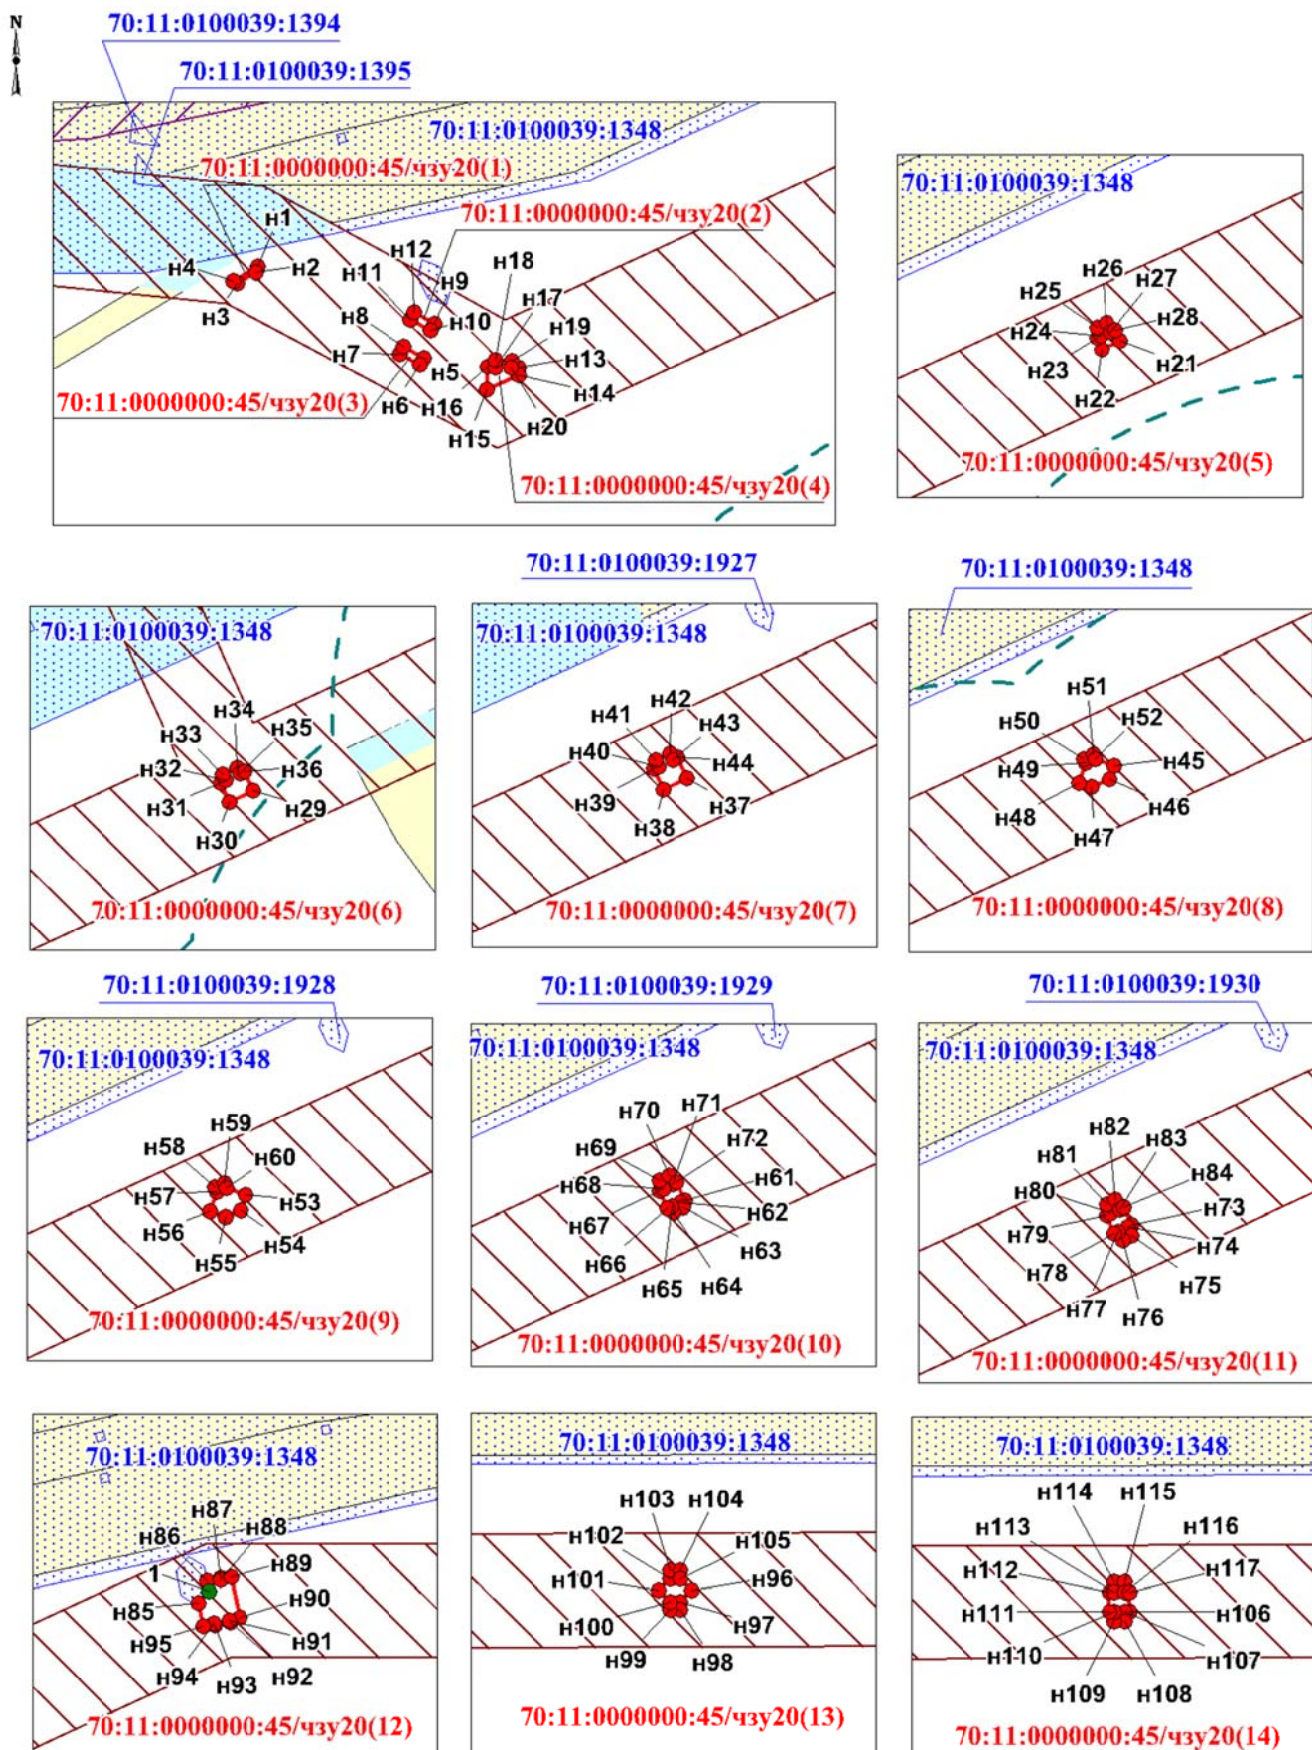 N
70:11:0100039:1394
70:11:0100039:1395
70:11:0100039:1348
70:11:0000000:45/чзу20(1)
70:11:0000000:45/чзу20(2)
н1
н12
н18
н4
н2
н11
н9
н17
н3
н8
н10
н19
н7
н5
н13
70:11:0000000:45/чзу20(3)
н6
н16
н14
н15
н20
70:11:0000000:45/чзу20(4)
70:11:0100039:1348
н26
н25
н27
н24
н28
н23
н21
н22
70:11:0000000:45/чзу20(5)
70:11:0100039:1348
н34
н33
н35
н32
н36
н31
н29
н30
70:11:0000000:45/чзу20(6)
70:11:0100039:1927
70:11:0100039:1348
н42
н41
н43
н40
н44
н39
н37
н38
70:11:0000000:45/чзу20(7)
70:11:0100039:1348
н51
н50
н52
н49
н45
н48
н46
н47
70:11:0000000:45/чзу20(8)
70:11:0100039:1928
70:11:0100039:1348
н59
н58
н60
н57
н53
н56
н54
н55
70:11:0000000:45/чзу20(9)
70:11:0100039:1929
70:11:0100039:1348
н71
н70
н72
н69
н61
н68
н62
н67
н63
н66
н65
н64
70:11:0000000:45/чзу20(10)
70:11:0100039:1930
70:11:0100039:1348
н82
н83
н81
н84
н80
н73
н79
н74
н78
н75
н77
н76
70:11:0000000:45/чзу20(11)
70:11:0100039:1348
н87
н88
н86
н89
1
н90
н85
н91
н95
н94
н93
н92
70:11:0000000:45/чзу20(12)
70:11:0100039:1348
н103
н104
н102
н105
н101
н96
н100
н97
н99
н98
70:11:0000000:45/чзу20(13)
70:11:0100039:1348
н114
н115
н113
н116
н112
н117
н111
н106
н110
н107
н109
н108
70:11:0000000:45/чзу20(14)